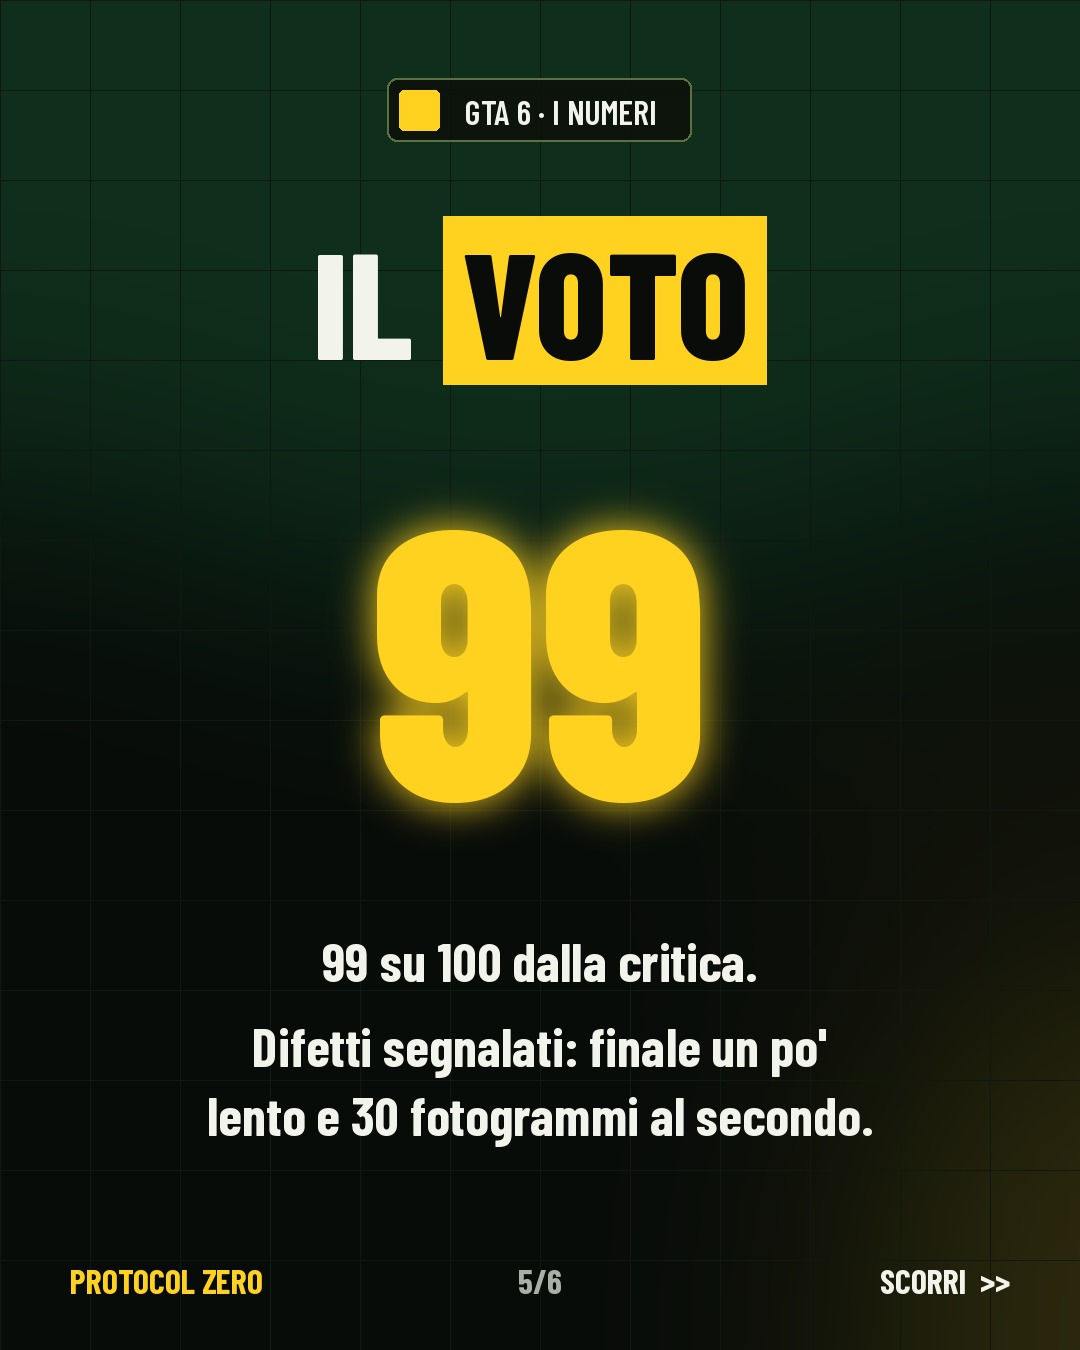 GTA 6 · I NUMERI
IL VOTO
99
99 su 100 dalla critica.
Difetti segnalati: finale un po'
lento e 30 fotogrammi al secondo.
PROTOCOL ZERO
5/6
SCORRI >>